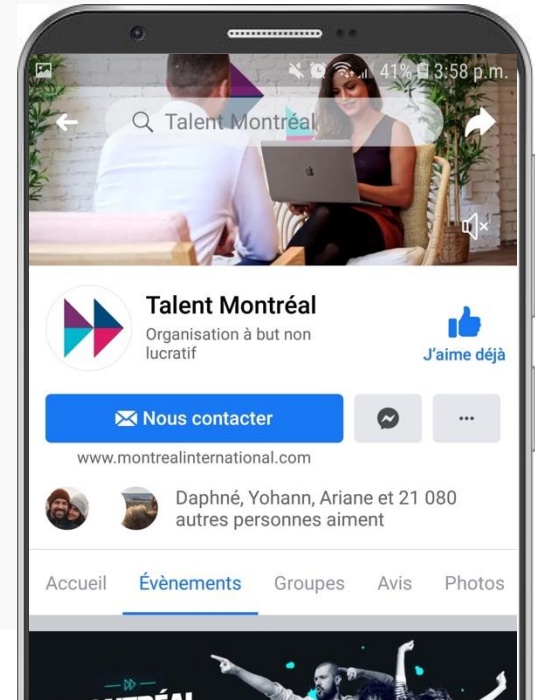 41% 3:58 p.m.
Talent Montréal
Talent Montréal
Organisation à but non
lucratif
J'aime déjà
Nous contacter
www.montrealinternational.com
Daphné, Yohann, Ariane et 21 080
autres personnes aiment
Accueil Évènements Groupes Avis Photos